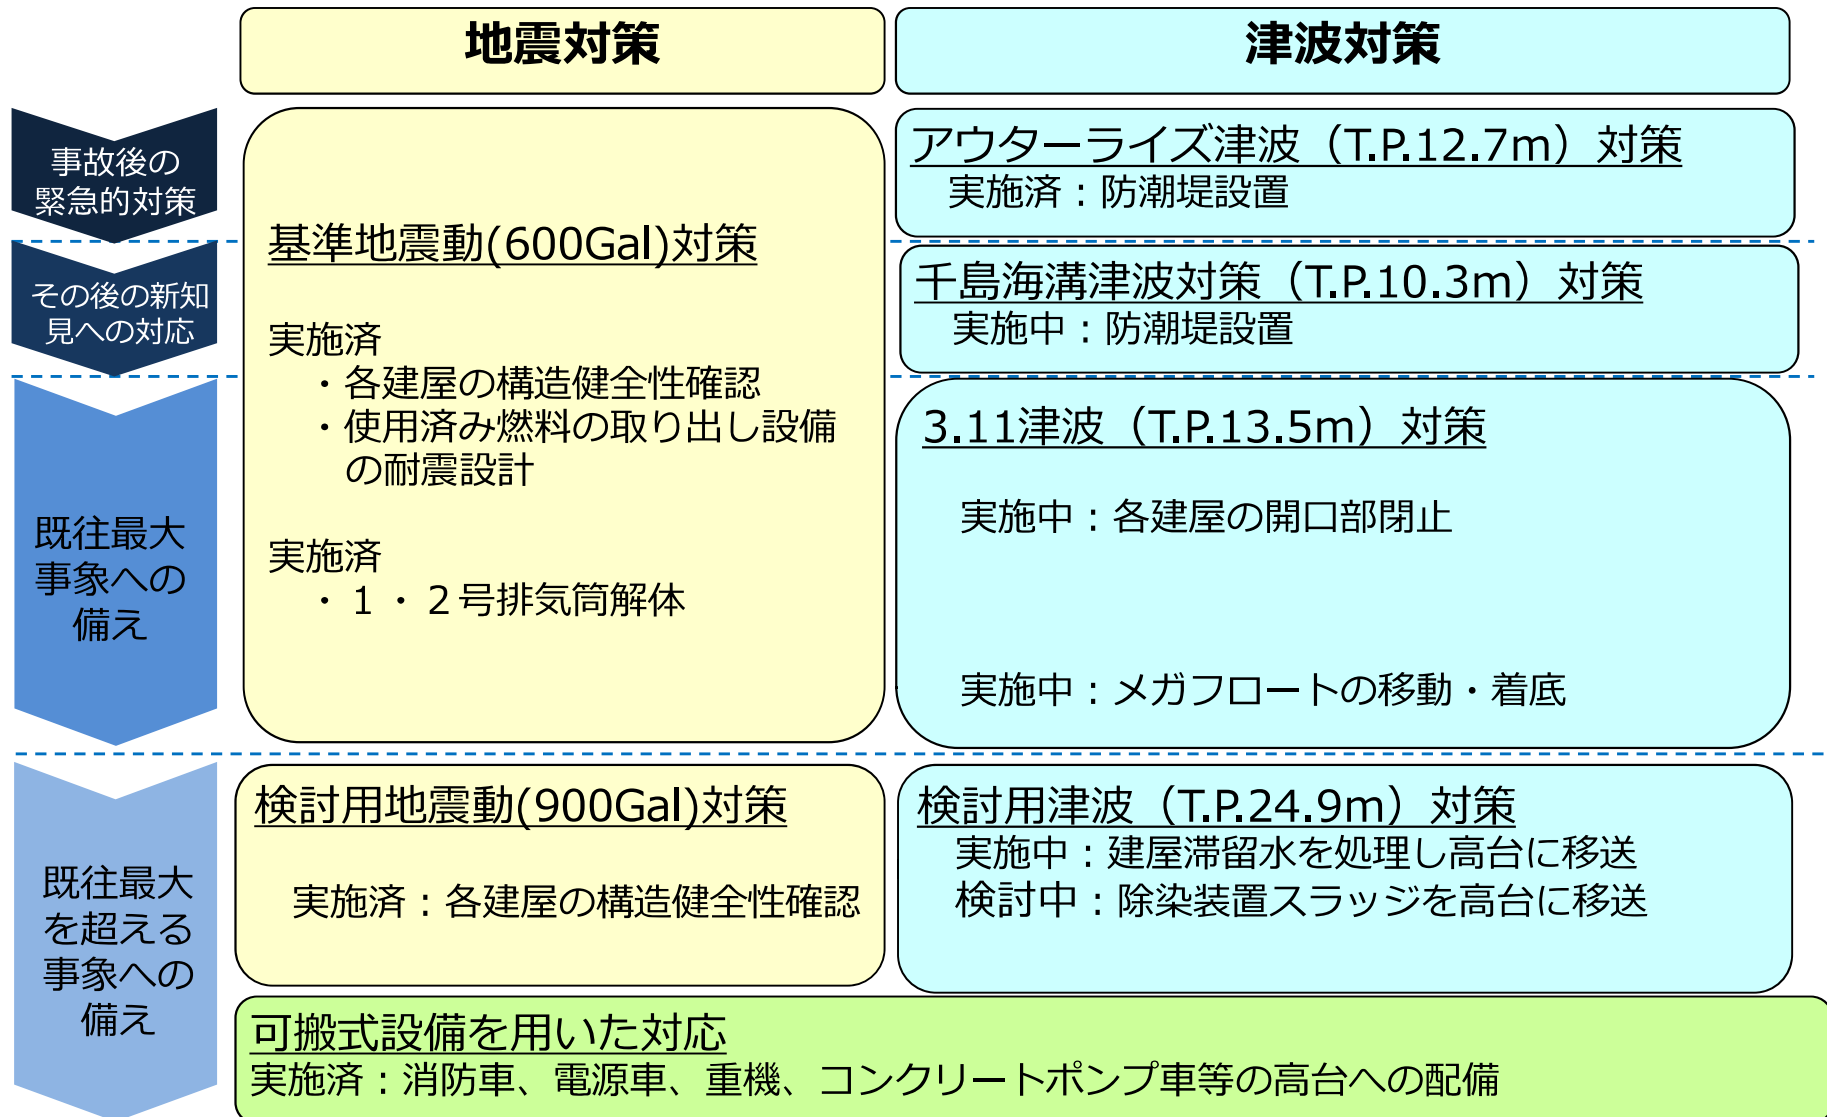 地震対策
津波対策
事故後の
緊急的対策
その後の新知
見への対応
既往最大
事象への
備え
既往最大
を超える
事象への
備え
基準地震動(600Gal)対策
実施済
・各建屋の構造健全性確認
・使用済み燃料の取り出し設備
の耐震設計
実施済
・１・２号排気筒解体
アウターライズ津波（T.P.12.7m）対策
実施済：防潮堤設置
千島海溝津波対策（T.P.10.3m）対策
実施中：防潮堤設置
3.11津波（T.P.13.5m）対策
実施中：各建屋の開口部閉止
実施中：メガフロートの移動・着底
検討用地震動(900Gal)対策
実施済：各建屋の構造健全性確認
検討用津波（T.P.24.9m）対策
実施中：建屋滞留水を処理し高台に移送
検討中：除染装置スラッジを高台に移送
可搬式設備を用いた対応
実施済：消防車、電源車、重機、コンクリートポンプ車等の高台への配備